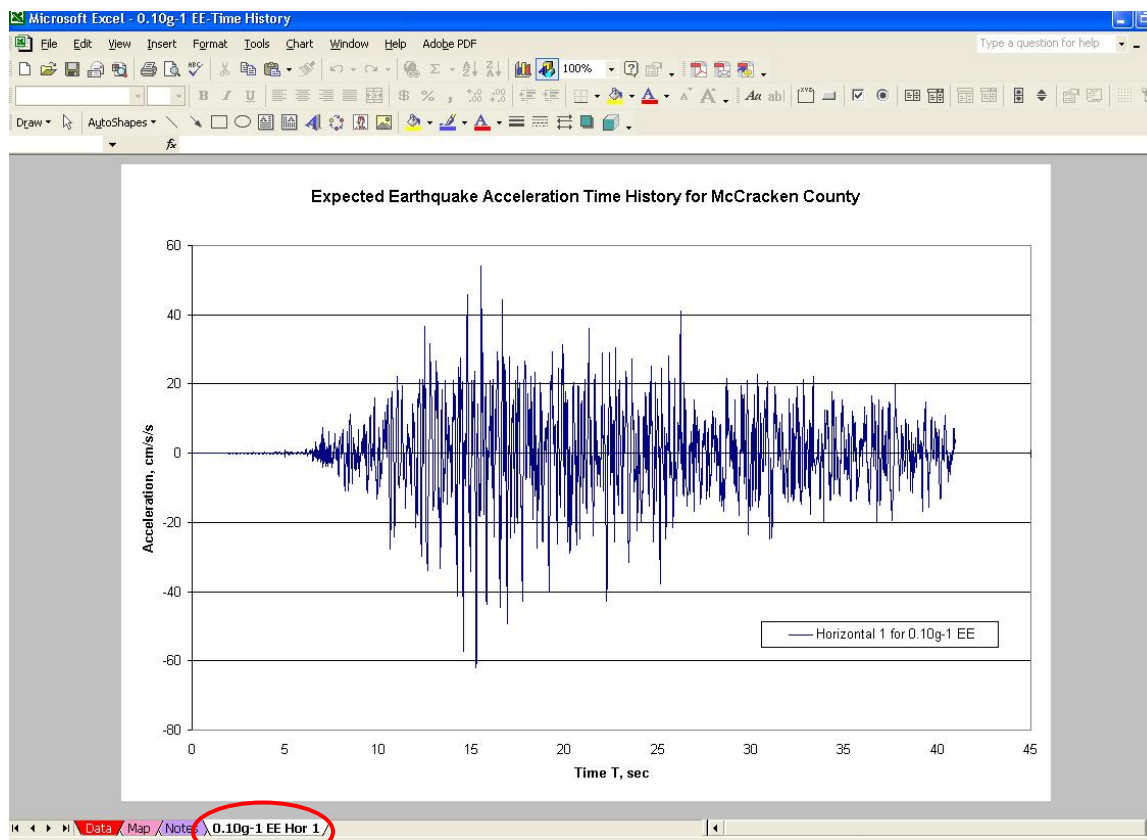 Microsoft Excel - 0.10g-1 EE-Time History
File Edit View Insert Format Tools Chart Window Help Adobe PDF Type a question for help
100%
B I U $ % ,
Draw AutoShapes
fx
Expected Earthquake Acceleration Time History for McCracken County
60
40
20
0
-20
-40
-60
-80
Acceleration, cm/s/s
Horizontal 1 for 0.10g-1 EE
0 5 10 15 20 25 30 35 40 45
Time T, sec
Data Map Notes 0.10g-1 EE Hor 1